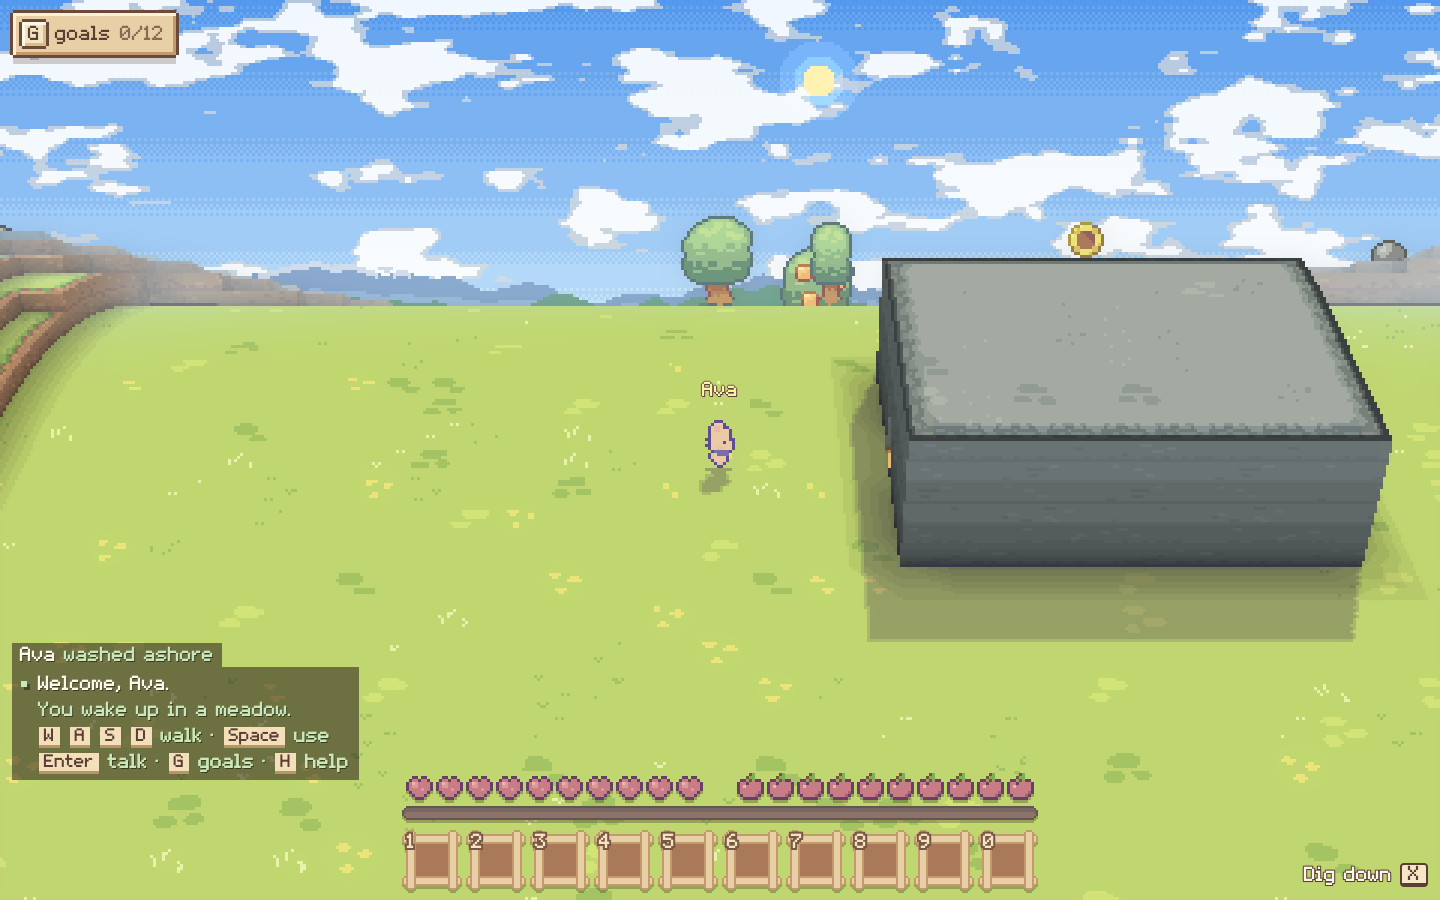 G goals 0/12
Ava
Ava washed ashore
Welcome, Ava.
You wake up in a meadow.
W A S D walk · Space use
Enter talk · G goals · H help
1 2 3 4 5 6 7 8 9 0
Dig down X